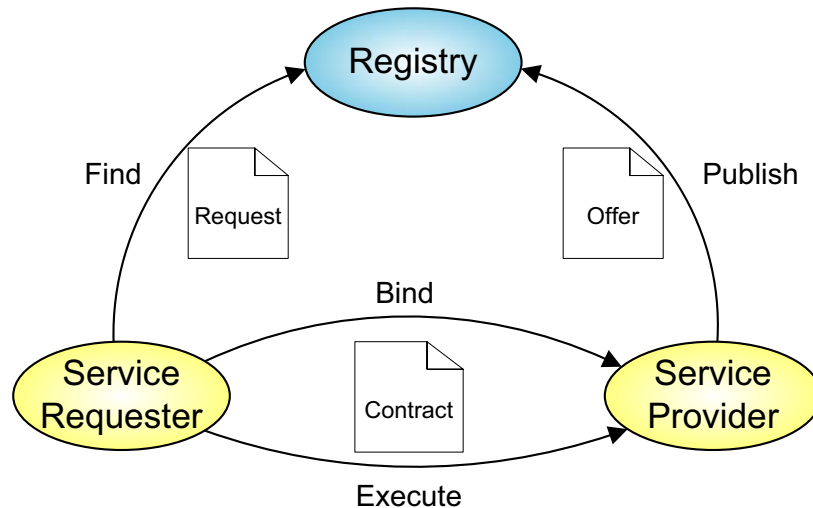 Registry
Find
Publish
Request
Offer
Bind
Service
Requester
Contract
Service
Provider
Execute